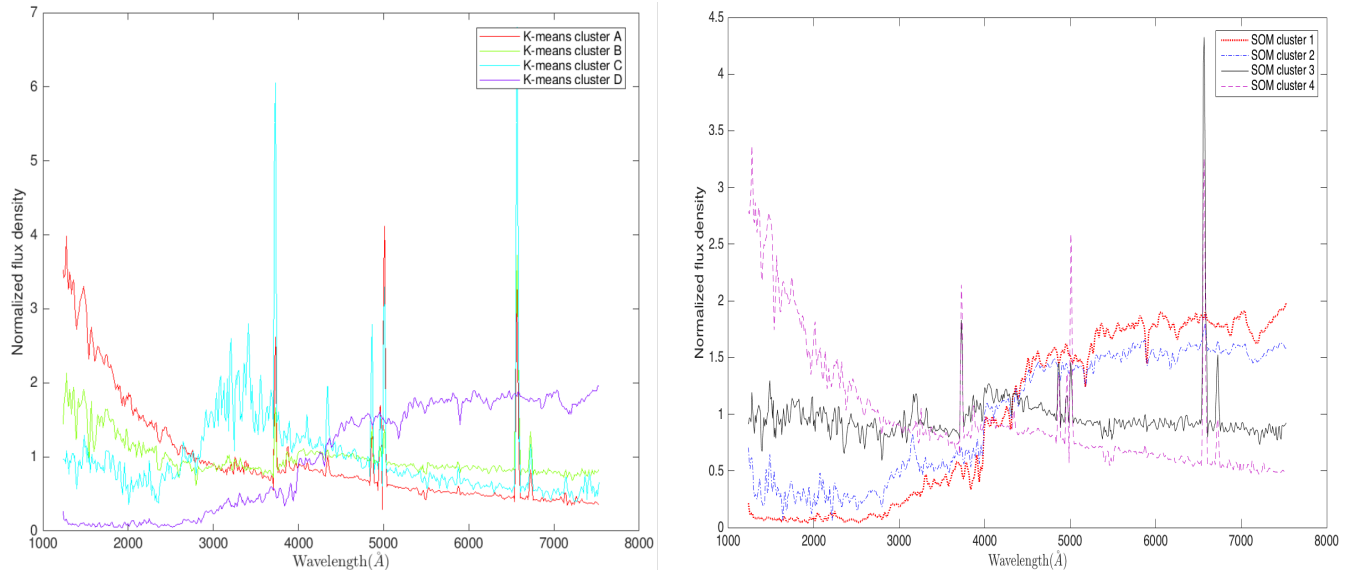 7
6
5
4
3
2
1
0
Normalized flux density
K-means cluster A
K-means cluster B
K-means cluster C
K-means cluster D
1000 2000 3000 4000 5000 6000 7000 8000
Wavelength(Å)
4.5
4
3.5
3
2.5
2
1.5
1
0.5
0
Normalized flux density
SOM cluster 1
SOM cluster 2
SOM cluster 3
SOM cluster 4
1000 2000 3000 4000 5000 6000 7000 8000
Wavelength(Å)